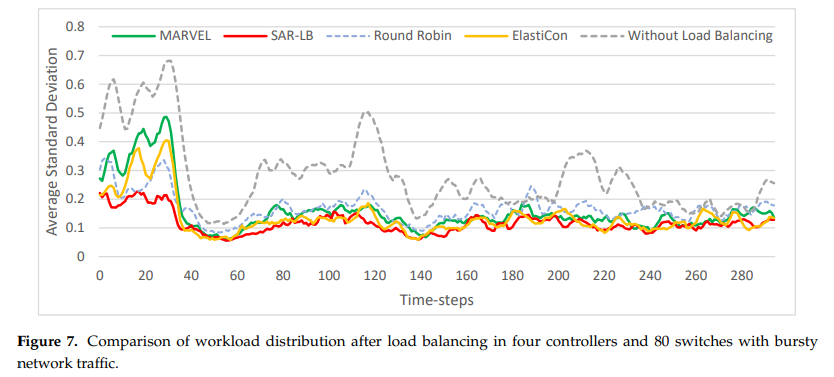 0.8
MARVEL SAR-LB Round Robin ElastiCon Without Load Balancing
0.7
0.6
0.5
0.4
0.3
0.2
0.1
0
Average Standard Deviation
0 20 40 60 80 100 120 140 160 180 200 220 240 260 280
Time-steps
Figure 7. Comparison of workload distribution after load balancing in four controllers and 80 switches with bursty
network traffic.